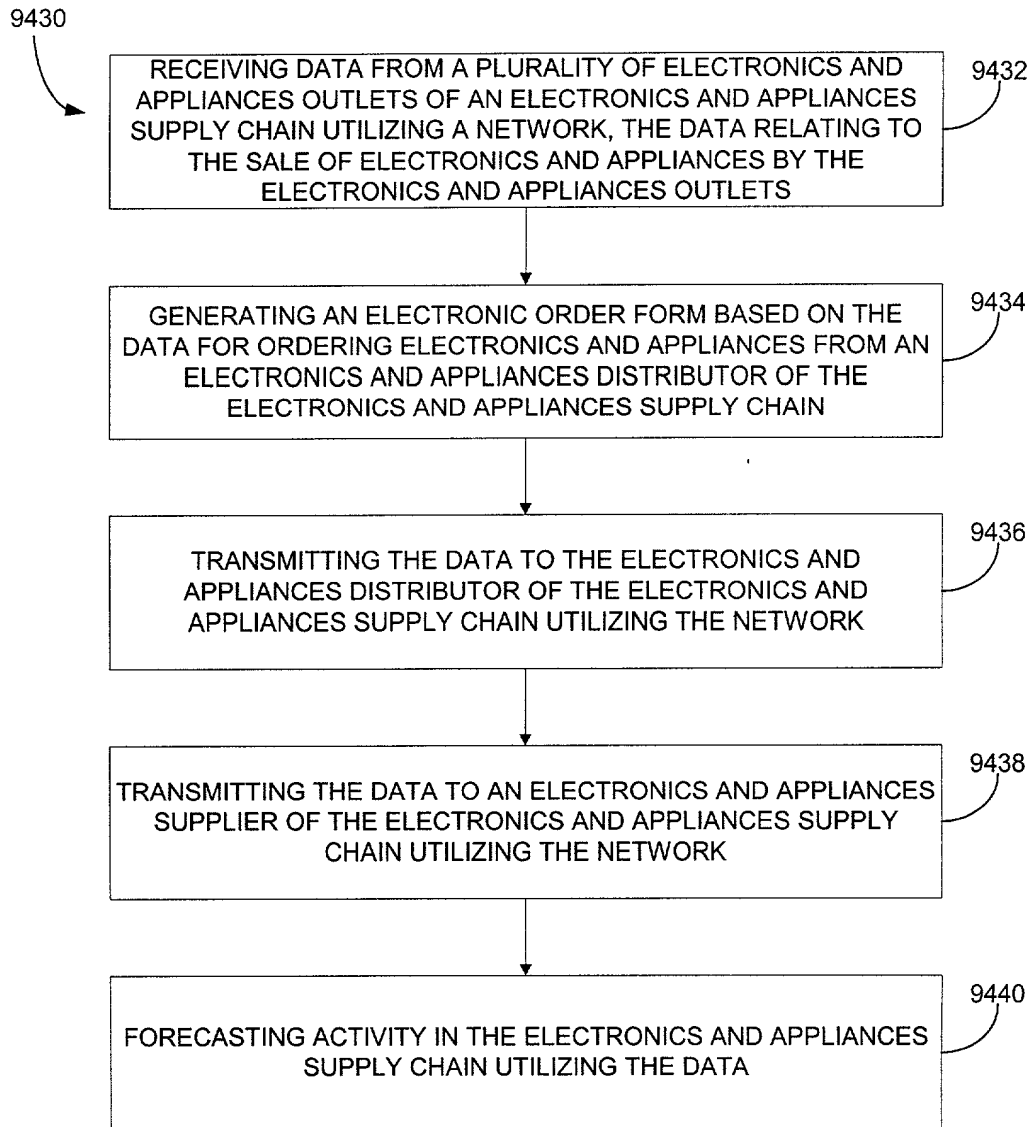 9430
RECEIVING DATA FROM A PLURALITY OF ELECTRONICS AND
APPLIANCES OUTLETS OF AN ELECTRONICS AND APPLIANCES
SUPPLY CHAIN UTILIZING A NETWORK, THE DATA RELATING TO
THE SALE OF ELECTRONICS AND APPLIANCES BY THE
ELECTRONICS AND APPLIANCES OUTLETS
9432
GENERATING AN ELECTRONIC ORDER FORM BASED ON THE
DATA FOR ORDERING ELECTRONICS AND APPLIANCES FROM AN
ELECTRONICS AND APPLIANCES DISTRIBUTOR OF THE
ELECTRONICS AND APPLIANCES SUPPLY CHAIN
9434
TRANSMITTING THE DATA TO THE ELECTRONICS AND
APPLIANCES DISTRIBUTOR OF THE ELECTRONICS AND
APPLIANCES SUPPLY CHAIN UTILIZING THE NETWORK
9436
TRANSMITTING THE DATA TO AN ELECTRONICS AND APPLIANCES
SUPPLIER OF THE ELECTRONICS AND APPLIANCES SUPPLY
CHAIN UTILIZING THE NETWORK
9438
FORECASTING ACTIVITY IN THE ELECTRONICS AND APPLIANCES
SUPPLY CHAIN UTILIZING THE DATA
9440